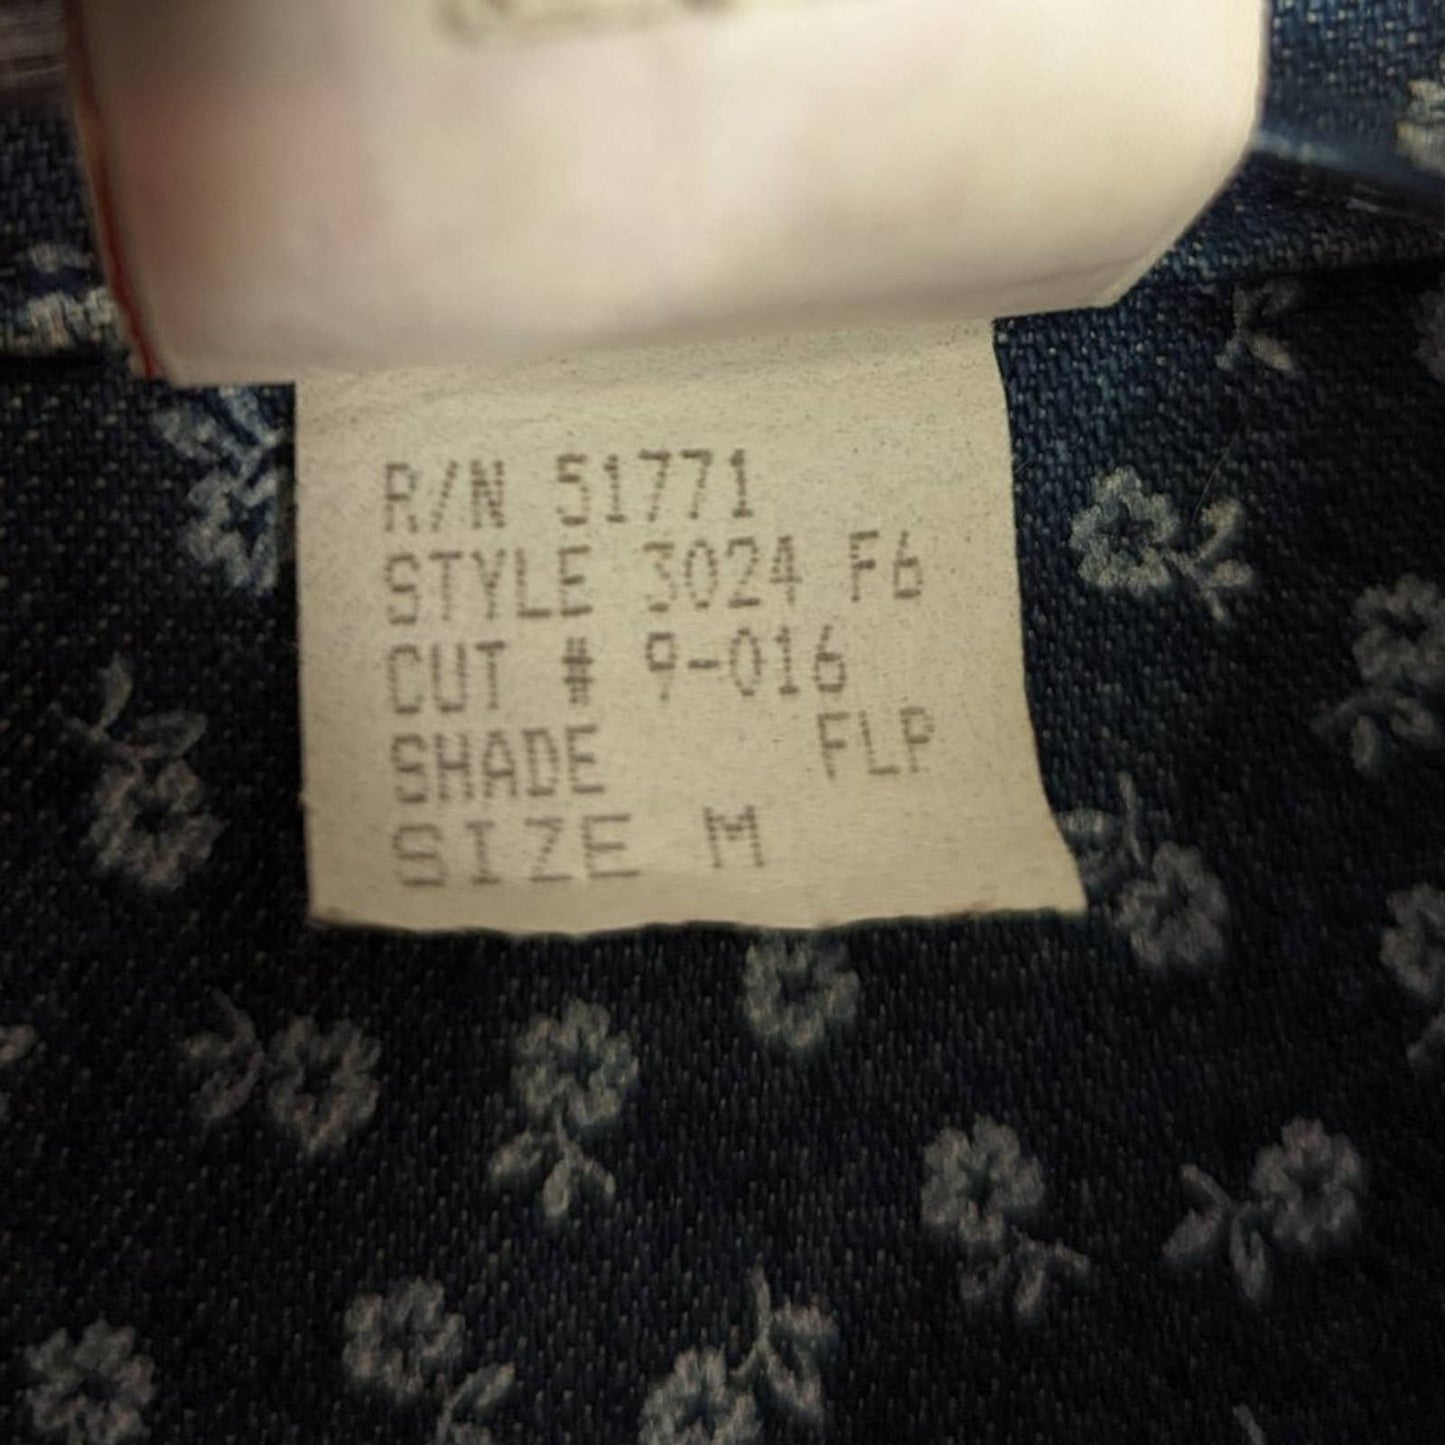 R/N 51771
STYLE 3024 F6
CUT # 9-016
SHADE FLP
SIZE M